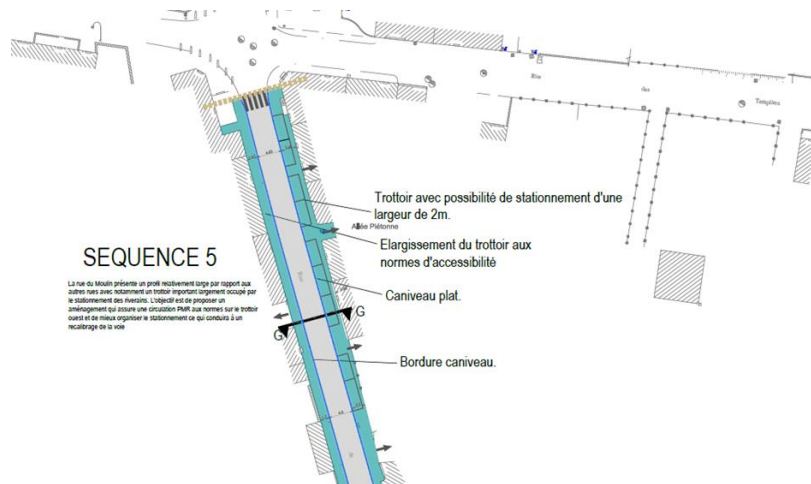 Rue
des
Templiers
Trottoir avec possibilité de stationnement d'une
largeur de 2m.
Allée Piétonne
Elargissement du trottoir aux
normes d'accessibilité
SEQUENCE 5
La rue du Moulin présente un profil relativement large par rapport aux
autres rues avec notamment un trottoir important largement occupé par
le stationnement des riverains. L'objectif est de proposer un
aménagement qui assure une circulation PMR aux normes sur le trottoir
ouest et de mieux organiser le stationnement ce qui conduira à un
recalibrage de la voie
Caniveau plat.
Rue
G
G
Bordure caniveau.